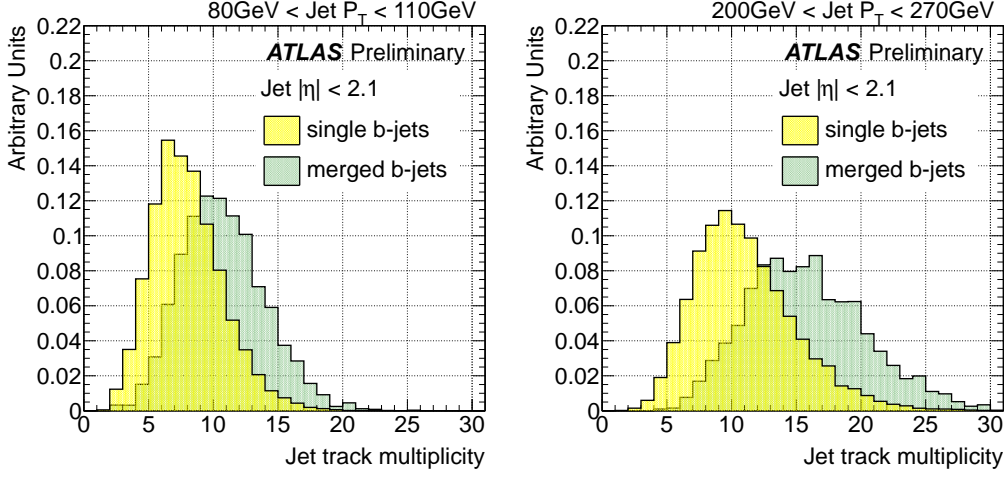 80GeV < Jet P_T < 110GeV
Arbitrary Units
0.22
0.2
0.18
0.16
0.14
0.12
0.1
0.08
0.06
0.04
0.02
0
ATLAS Preliminary
Jet |η| < 2.1
single b-jets
merged b-jets
0 5 10 15 20 25 30
Jet track multiplicity
200GeV < Jet P_T < 270GeV
Arbitrary Units
0.22
0.2
0.18
0.16
0.14
0.12
0.1
0.08
0.06
0.04
0.02
0
ATLAS Preliminary
Jet |η| < 2.1
single b-jets
merged b-jets
0 5 10 15 20 25 30
Jet track multiplicity